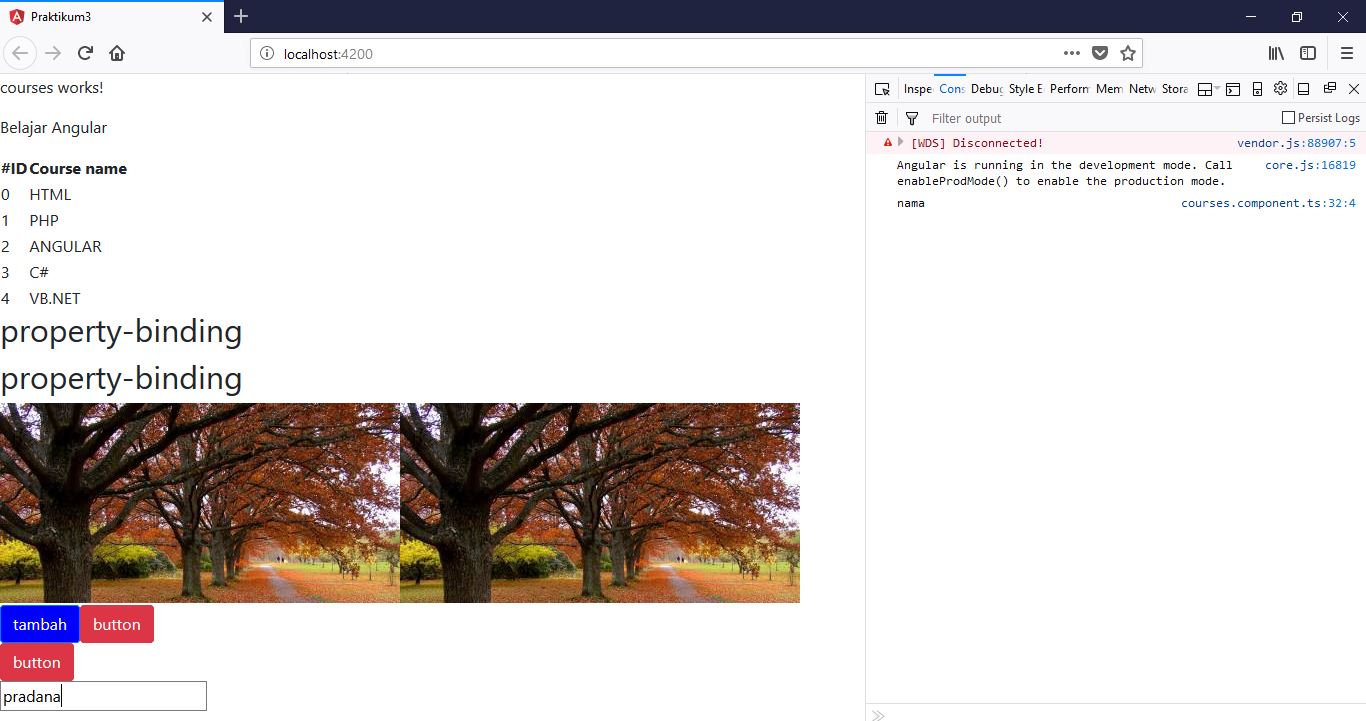 Praktikum3
localhost:4200
courses works!
Belajar Angular
#ID Course name
0 HTML
1 PHP
2 ANGULAR
3 C#
4 VB.NET
property-binding
property-binding
tambah button
button
pradana
Inspe Cons Debug Style E Perform Mem Netw Stora
Filter output Persist Logs
[WDS] Disconnected! vendor.js:88907:5
Angular is running in the development mode. Call core.js:16819
enableProdMode() to enable the production mode.
nama courses.component.ts:32:4